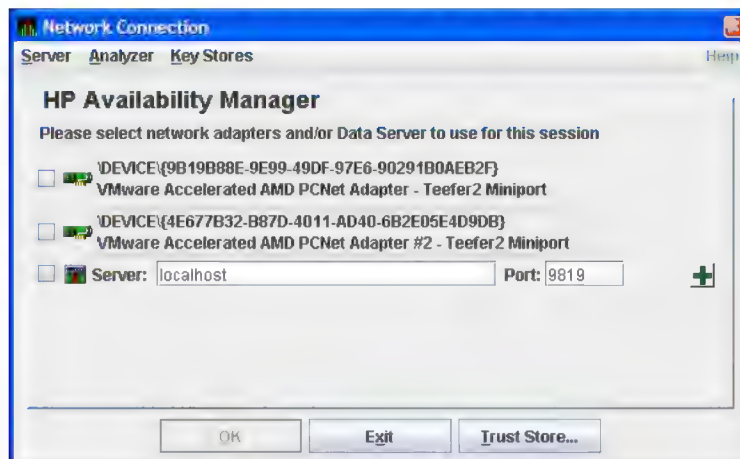 Network Connection
Server Analyzer Key Stores Help
HP Availability Manager
Please select network adapters and/or Data Server to use for this session
\DEVICE\{9B19B88E-9E99-49DF-97E6-90291B0AEB2F}
VMware Accelerated AMD PCNet Adapter - Teefer2 Miniport
\DEVICE\{4E677B32-B87D-4011-AD40-6B2E05E4D9DB}
VMware Accelerated AMD PCNet Adapter #2 - Teefer2 Miniport
Server: localhost Port: 9819
OK Exit Trust Store...